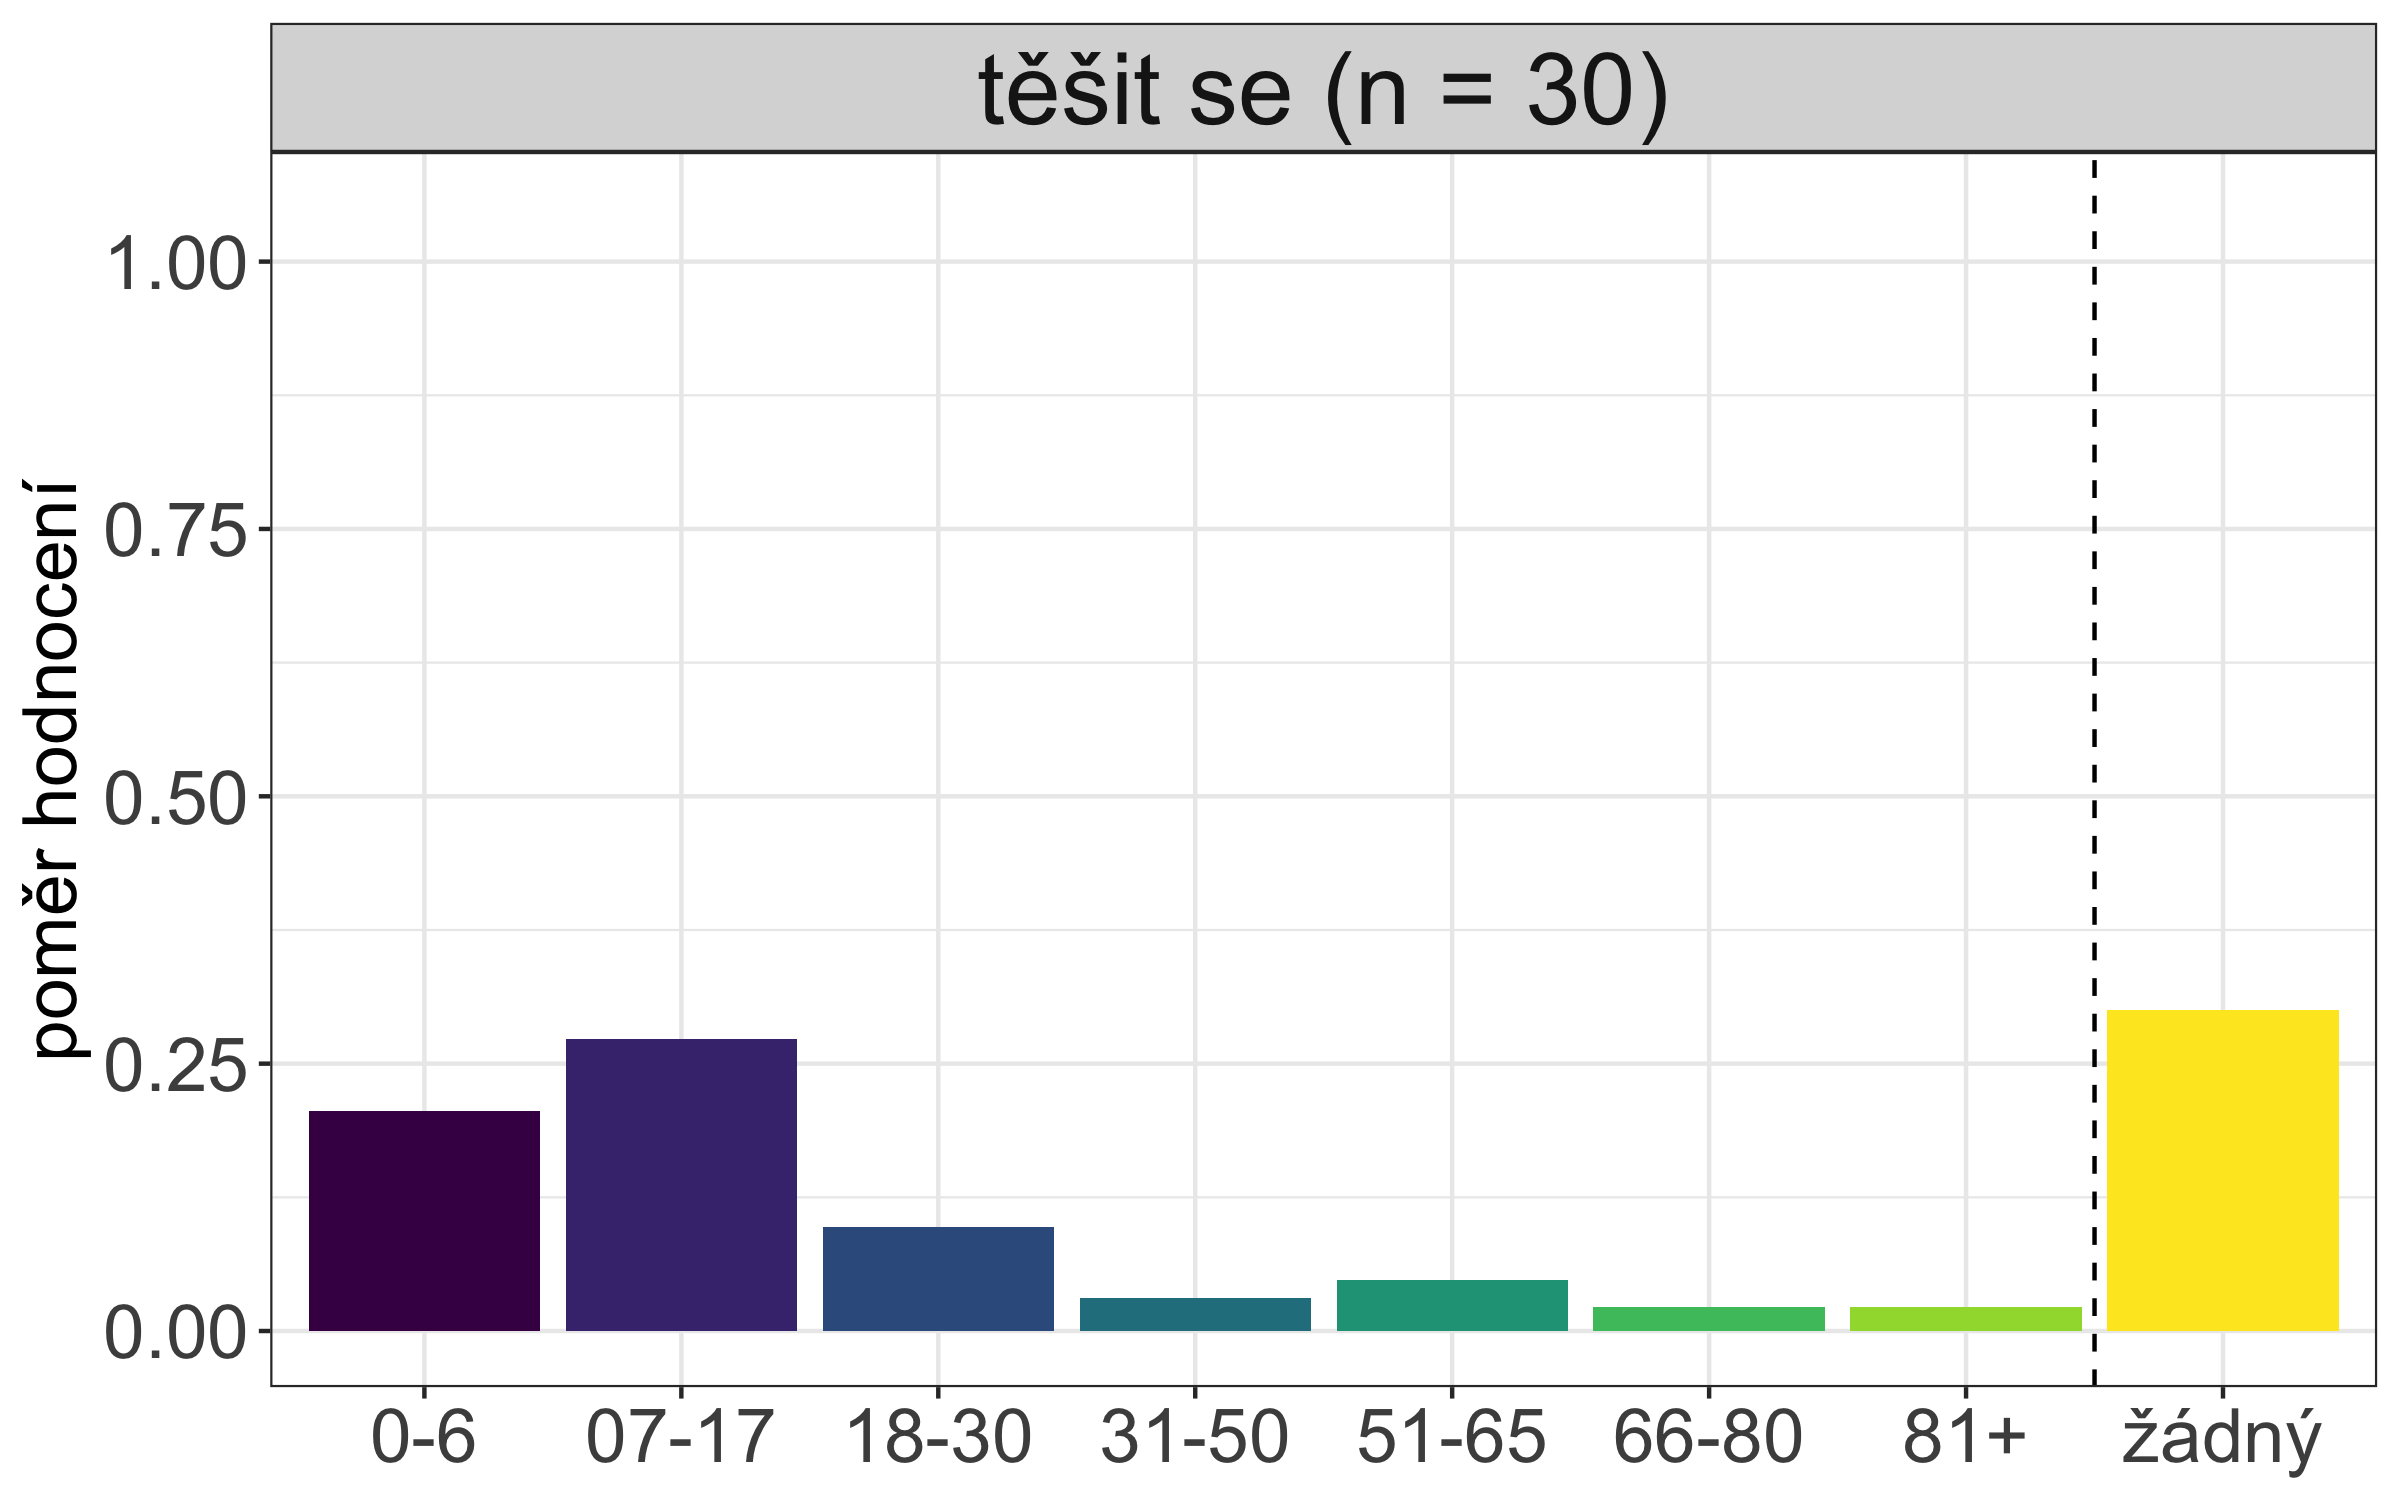 těšit se (n = 30)
poměr hodnocení
1.00
0.75
0.50
0.25
0.00
0-6 07-17 18-30 31-50 51-65 66-80 81+ žádný